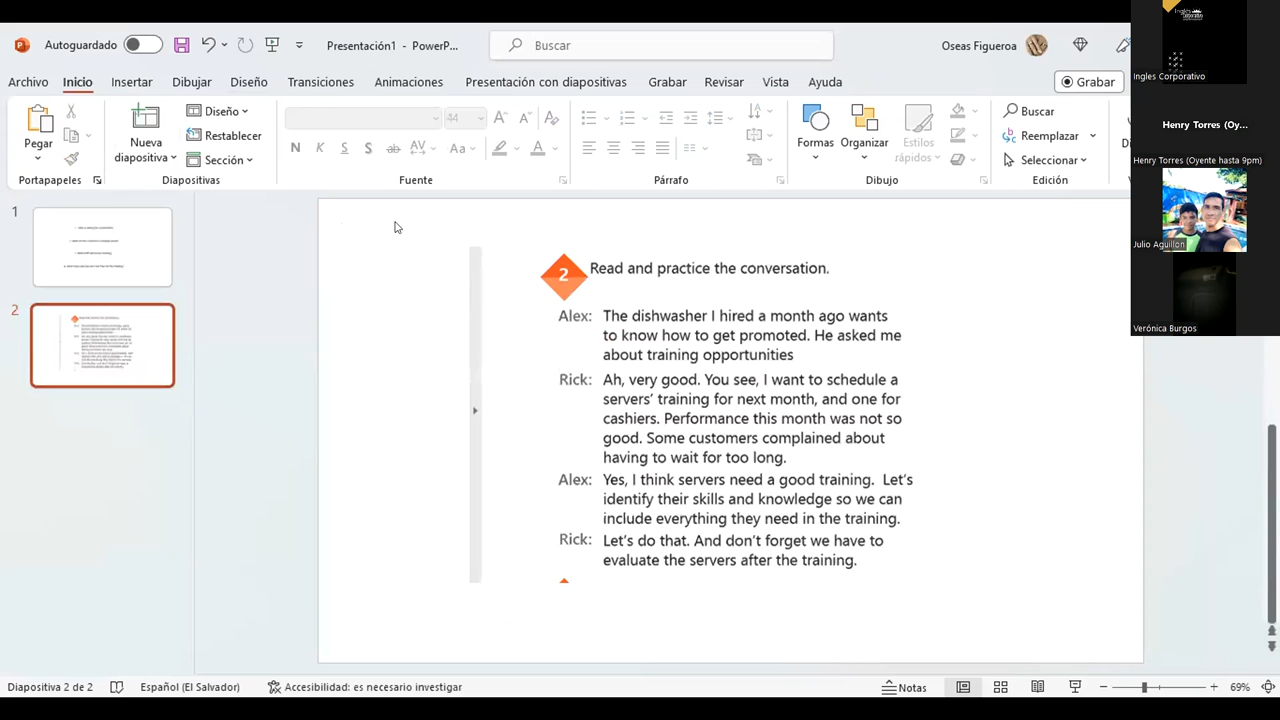 Autoguardado
Presentación1 - PowerP...
Buscar
Oseas Figueroa
Archivo Inicio Insertar Dibujar Diseño Transiciones Animaciones Presentación con diapositivas Grabar Revisar Vista Ayuda
Grabar
Pegar
Nueva diapositiva
Diseño
Restablecer
Sección
44
N K S S ab AV Aa A
Formas
Organizar
Estilos rápidos
Buscar
Reemplazar
Seleccionar
Portapapeles Diapositivas Fuente Párrafo Dibujo Edición
1
2
2 Read and practice the conversation.
Alex: The dishwasher I hired a month ago wants
to know how to get promoted. He asked me
about training opportunities
Rick: Ah, very good. You see, I want to schedule a
servers' training for next month, and one for
cashiers. Performance this month was not so
good. Some customers complained about
having to wait for too long.
Alex: Yes, I think servers need a good training. Let's
identify their skills and knowledge so we can
include everything they need in the training.
Rick: Let's do that. And don't forget we have to
evaluate the servers after the training.
Diapositiva 2 de 2 Español (El Salvador) Accesibilidad: es necesario investigar Notas 69%
Inglés
Corporativo
Ingles Corporativo
Henry Torres (Oy...
Henry Torres (Oyente hasta 9pm)
Julio Aguillon
Verónica Burgos